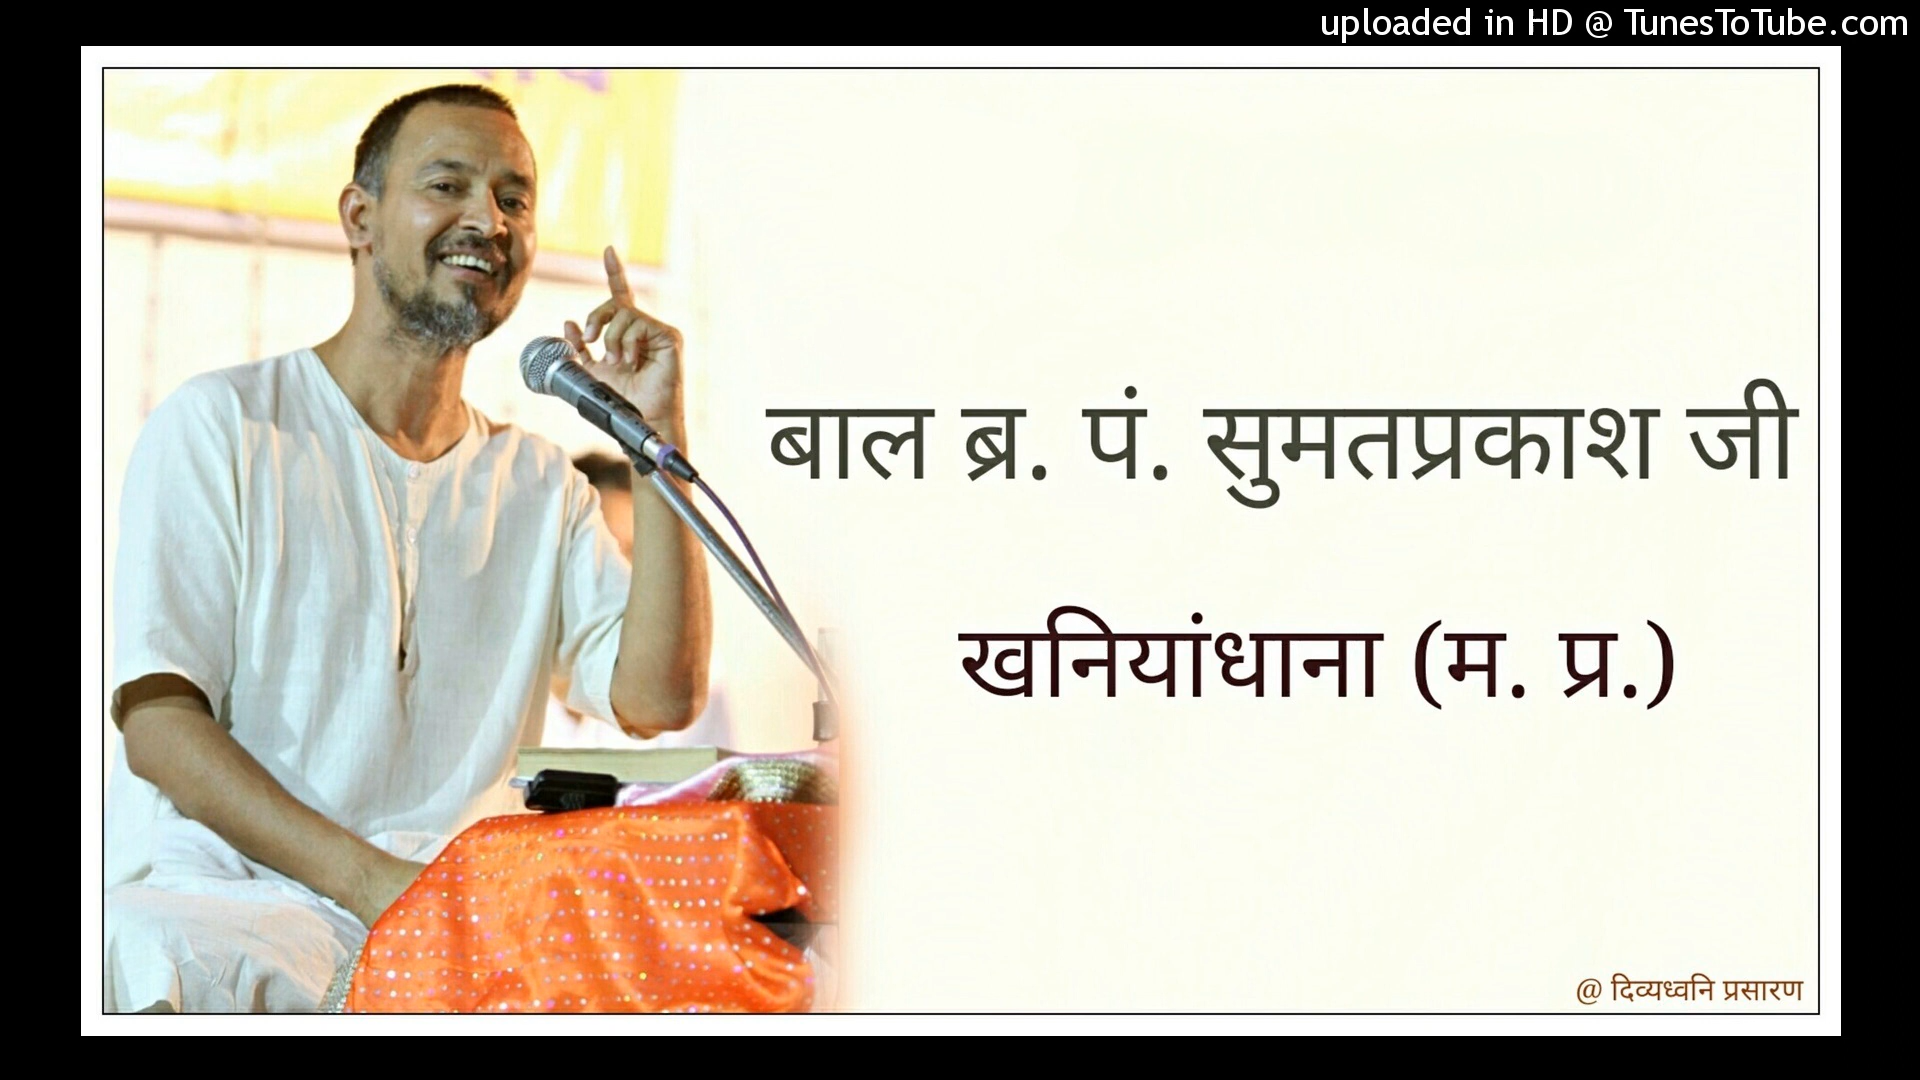 uploaded in HD @ TunesToTube.com
बाल ब्र. पं. सुमतप्रकाश जी
खनियांधाना (म. प्र.)
@ दिव्यध्वनि प्रसारण